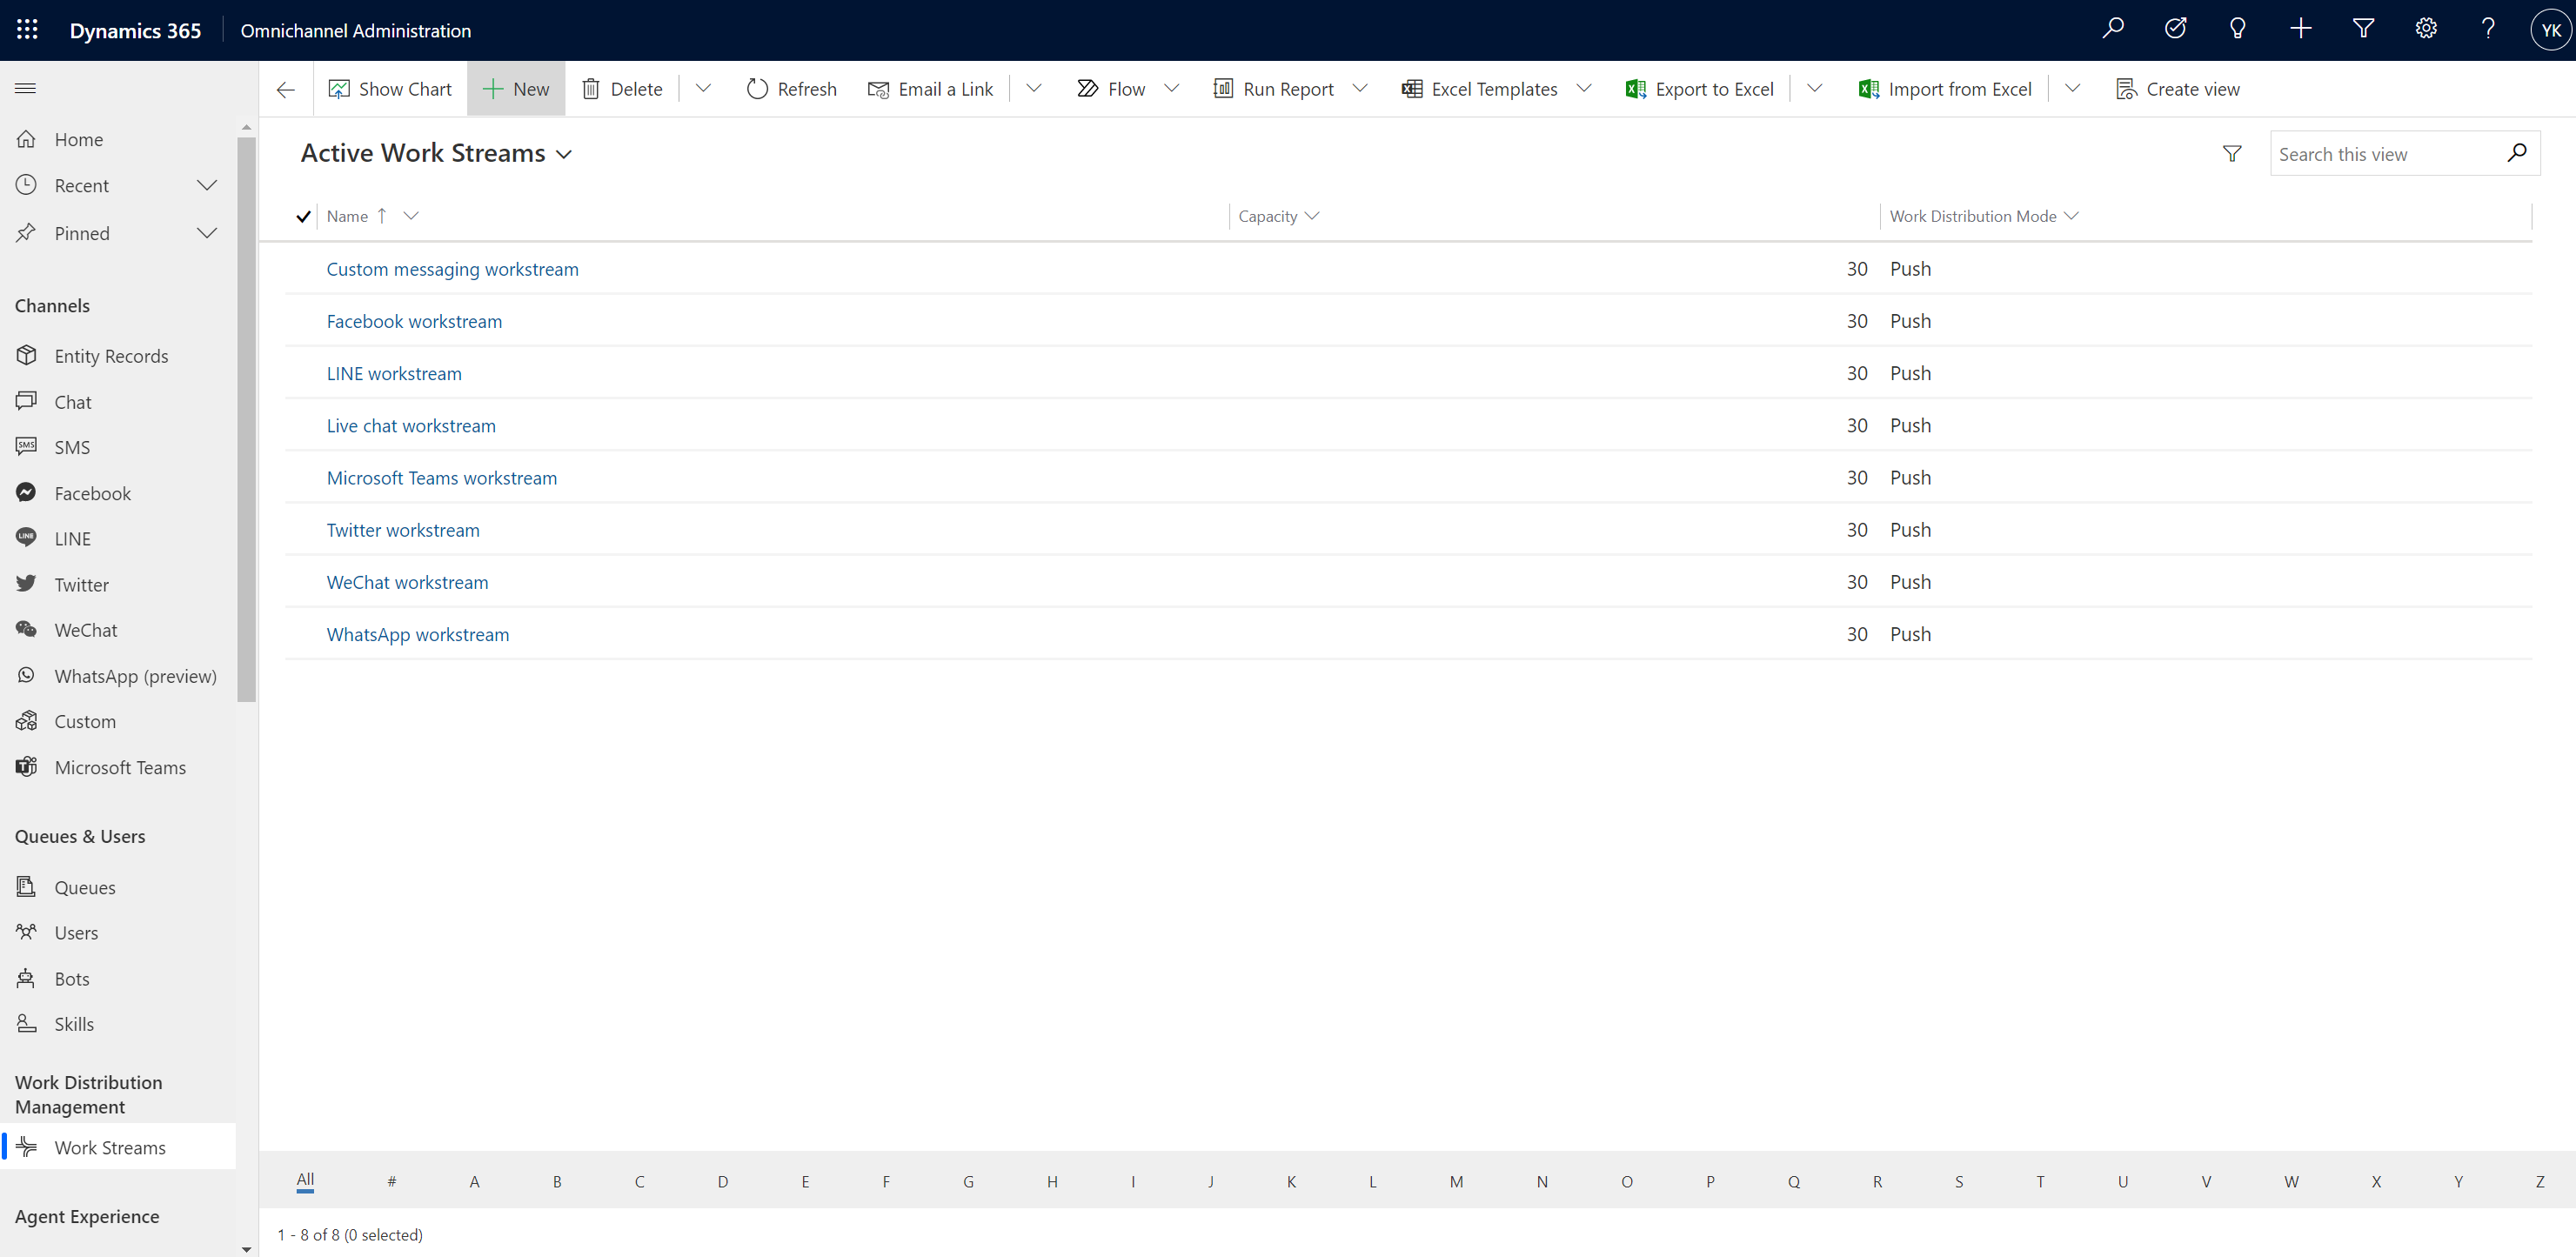 Dynamics 365 Omnichannel Administration YK
Show Chart New Delete Refresh Email a Link Flow Run Report Excel Templates Export to Excel Import from Excel Create view
Home
Recent
Pinned
Channels
Entity Records
Chat
SMS SMS
Facebook
LINE LINE
Twitter
WeChat
WhatsApp (preview)
Custom
Microsoft Teams
Queues & Users
Queues
Users
Bots
Skills
Work Distribution
Management
Work Streams
Agent Experience
Active Work Streams Search this view
Name Capacity Work Distribution Mode
Custom messaging workstream 30 Push
Facebook workstream 30 Push
LINE workstream 30 Push
Live chat workstream 30 Push
Microsoft Teams workstream 30 Push
Twitter workstream 30 Push
WeChat workstream 30 Push
WhatsApp workstream 30 Push
All # A B C D E F G H I J K L M N O P Q R S T U V W X Y Z
1 - 8 of 8 (0 selected)